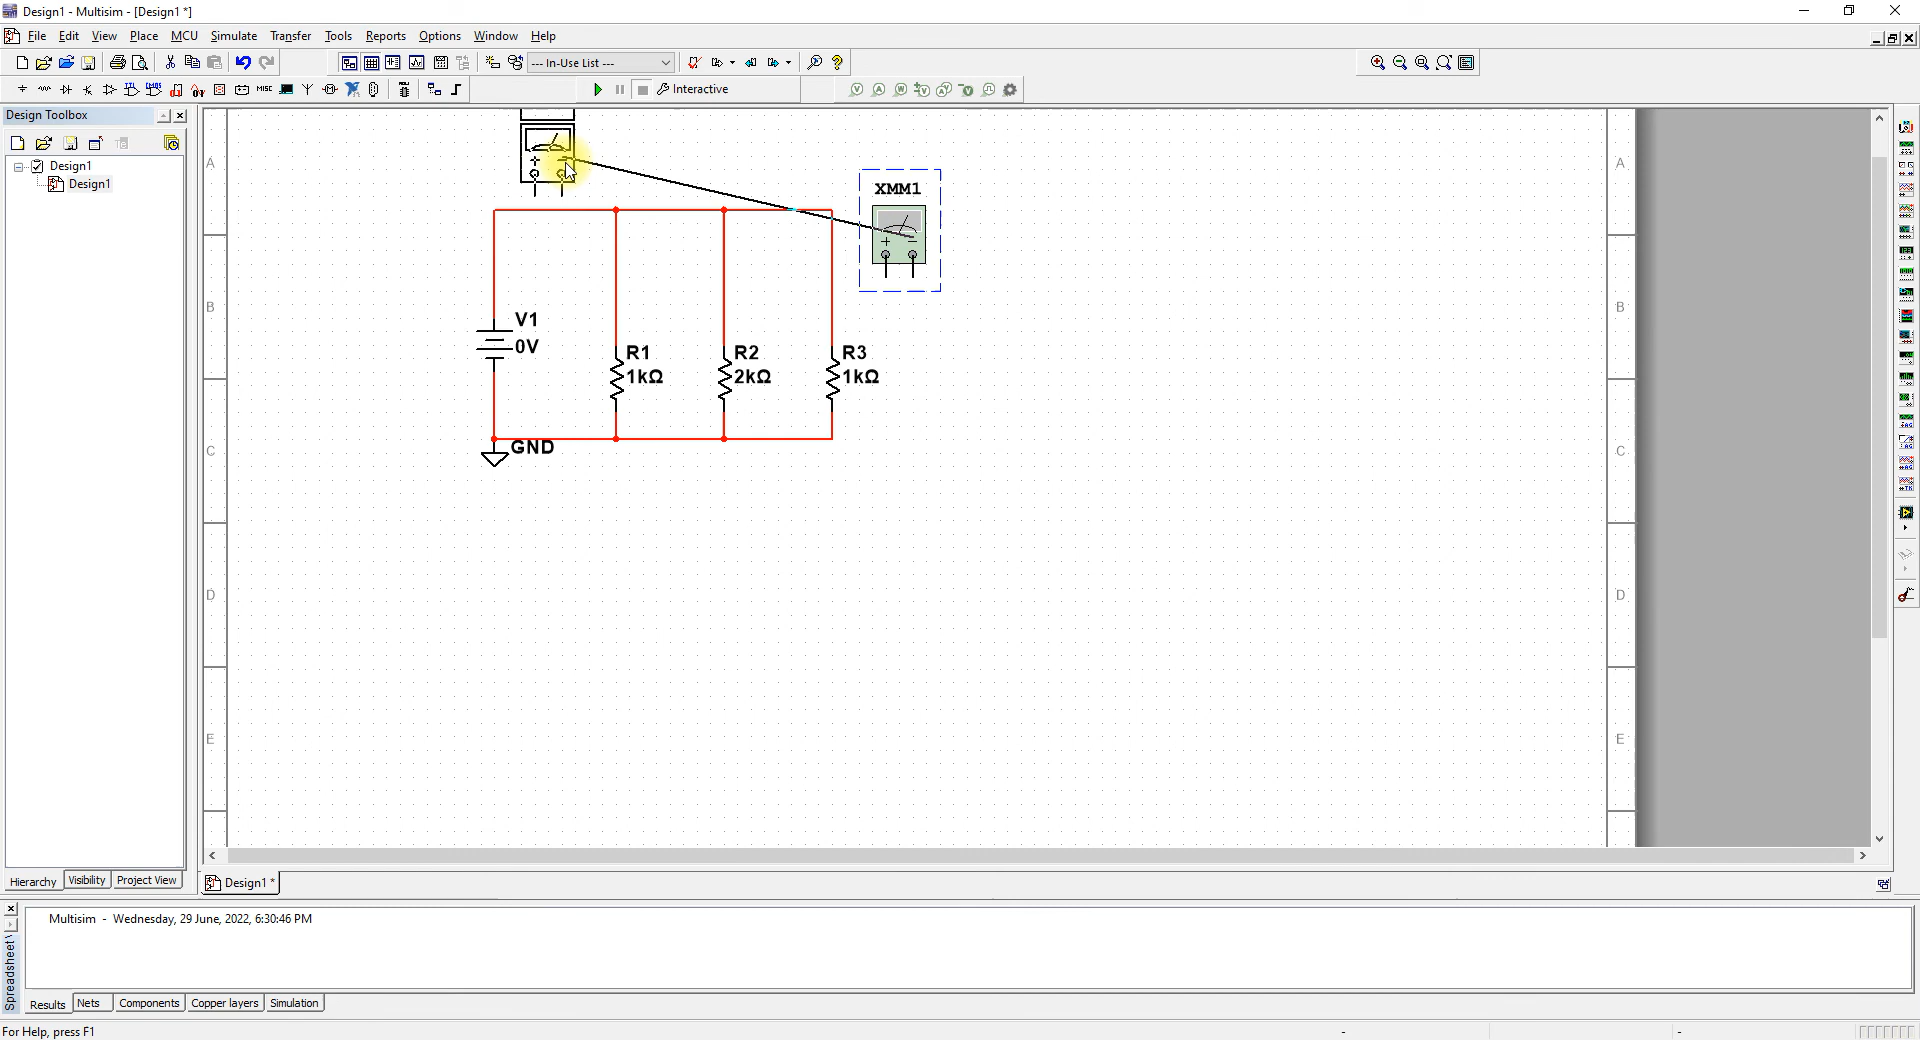 Design1 - Multisim - [Design1 *]
File Edit View Place MCU Simulate Transfer Tools Reports Options Window Help
--- In-Use List ---
Interactive
Design Toolbox
Design1
Design1
A
B
C
D
E
XMM1
V1
0V
R1
1kΩ
R2
2kΩ
R3
1kΩ
GND
A
B
C
D
E
Hierarchy Visibility Project View
Design1 *
Multisim - Wednesday, 29 June, 2022, 6:30:46 PM
Spreadsheet
Results Nets Components Copper layers Simulation
For Help, press F1